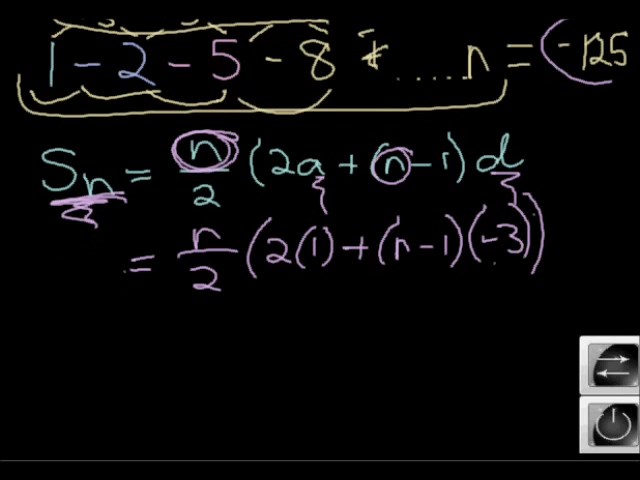 1 - 2 - 5 - 8 + ......n = (-125
Sn = n/2 (2a + (n-1) d
= n/2 (2(1) + (n-1)(-3))